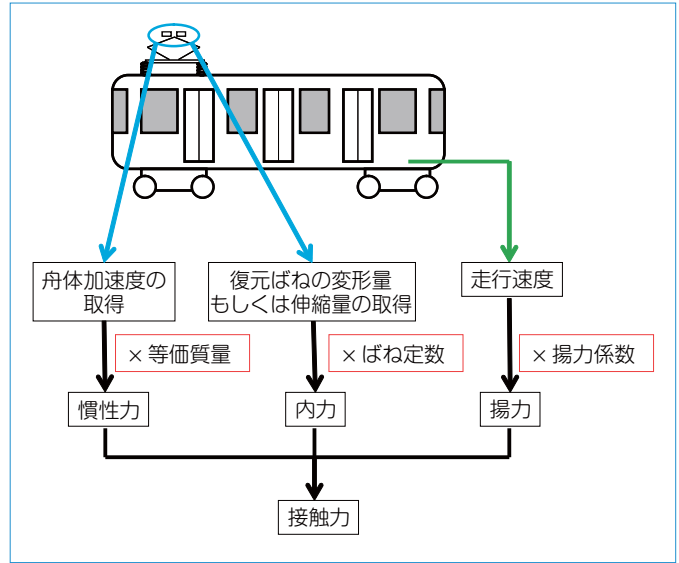 舟体加速度の
取得
復元ばねの変形量
もしくは伸縮量の取得
走行速度
×等価質量
×ばね定数
×揚力係数
慣性力
内力
揚力
接触力